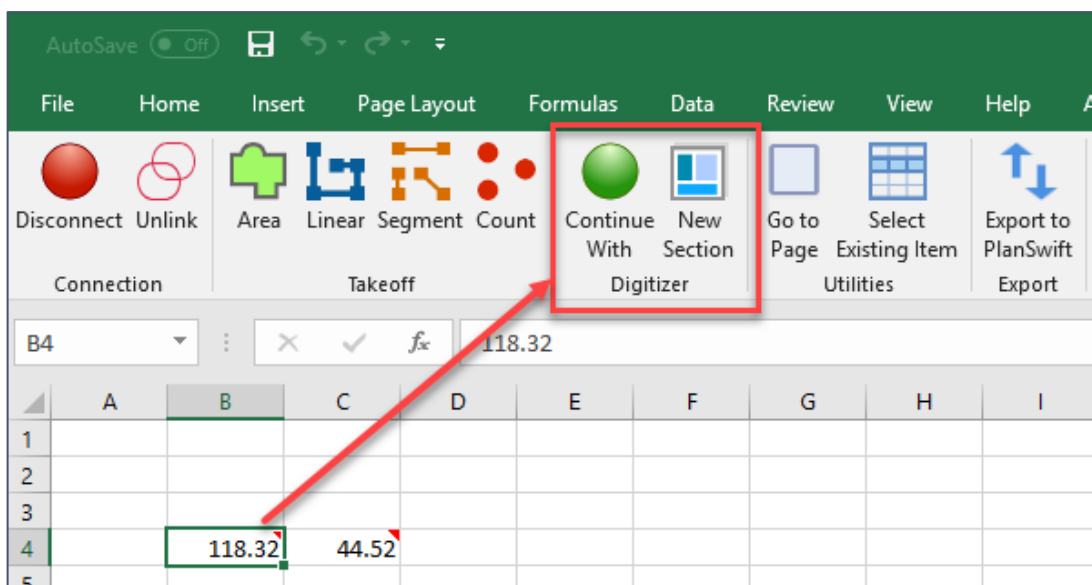 AutoSave Off
File Home Insert Page Layout Formulas Data Review View Help
Disconnect Unlink Area Linear Segment Count Continue With New Section Go to Page Select Existing Item Export to PlanSwift
Connection Takeoff Digitizer Utilities Export
B4 fx 118.32
A B C D E F G H I
1
2
3
4 118.32 44.52